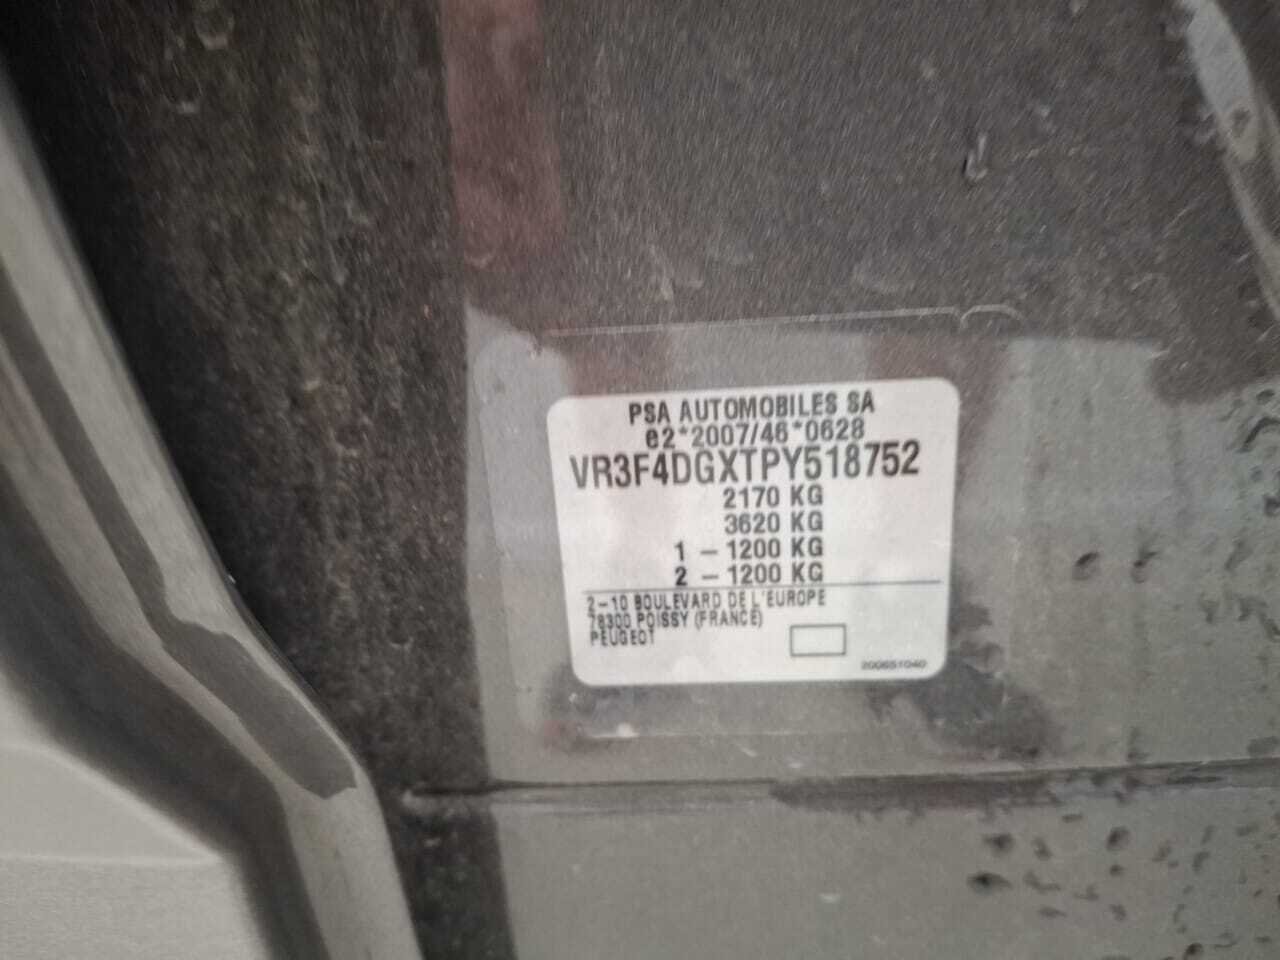 PSA AUTOMOBILES SA
e2*2007/46*0628
VR3F4DGXTPY518752
2170 KG
3620 KG
1 – 1200 KG
2 – 1200 KG
2–10 BOULEVARD DE L'EUROPE
78300 POISSY (FRANCE)
PEUGEOT
200651040